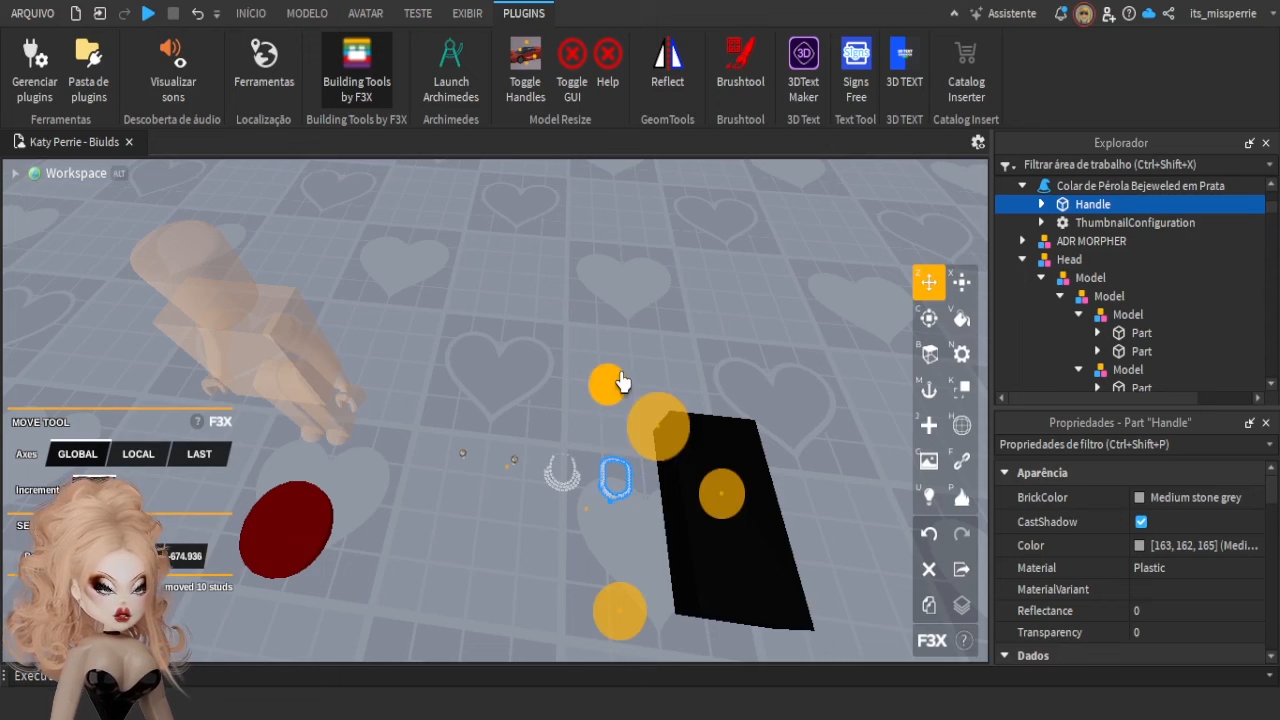 ARQUIVO INÍCIO MODELO AVATAR TESTE EXIBIR PLUGINS Assistente its_missperrie
Gerenciar plugins
Pasta de plugins
Visualizar sons
Ferramentas
Building Tools by F3X
Launch Archimedes
Toggle Handles
Toggle GUI
Help
Reflect
Brushtool
3D
3DText Maker
Signs
Signs Free
3D TEXT
3D TEXT
Catalog Inserter
Ferramentas Descoberta de áudio Localização Building Tools by F3X Archimedes Model Resize GeomTools Brushtool 3D Text Text Tool 3D TEXT Catalog Insert
Katy Perrie - Biulds ×
Workspace ALT
Explorador
Filtrar área de trabalho (Ctrl+Shift+X)
Colar de Pérola Bejeweled em Prata
Handle
ThumbnailConfiguration
ADR MORPHER
Head
Model
Model
Model
Part
Part
Model
Part
Propriedades - Part "Handle"
Propriedades de filtro (Ctrl+Shift+P)
Aparência
BrickColor Medium stone grey
CastShadow
Color [163, 162, 165] (Medi...
Material Plastic
MaterialVariant
Reflectance 0
Transparency 0
Dados
MOVE TOOL ? F3X
Axes GLOBAL LOCAL LAST
Increment
-674.936
moved 10 studs
Z X
C V
B N
M K
J H
G F
U P
F3X ?